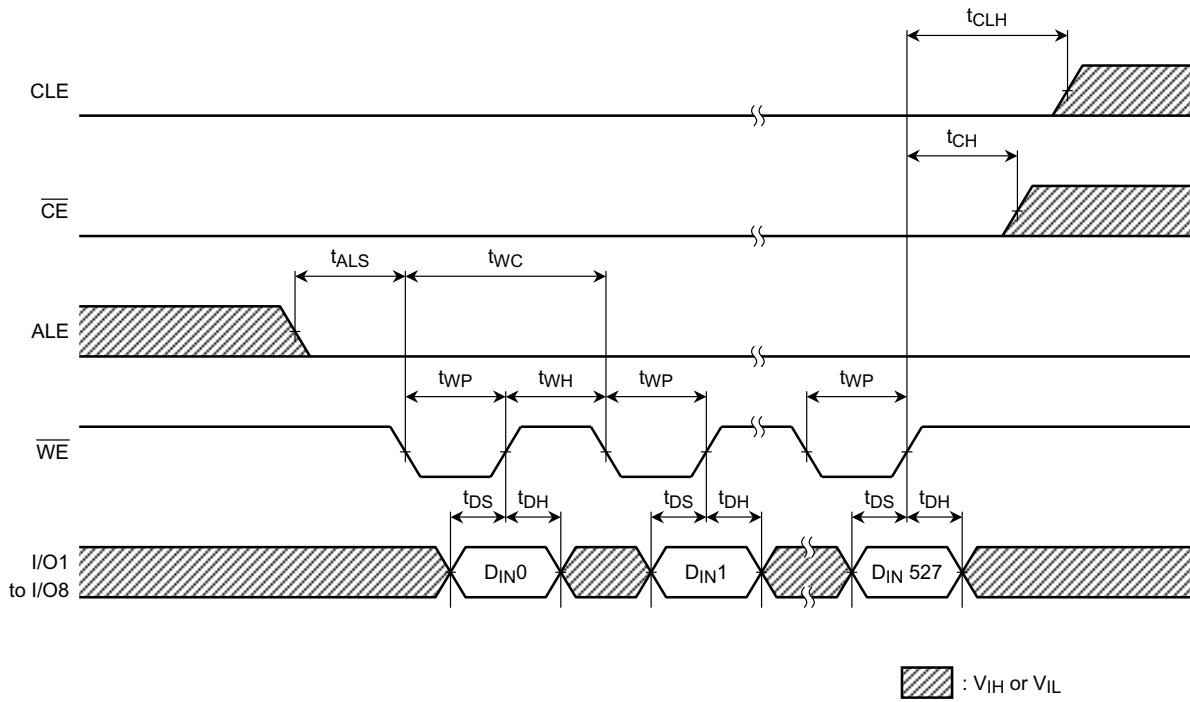 tCLH
CLE
tCH
CE
tALS
tWC
ALE
tWP
tWH
tWP
tWP
WE
tDS
tDH
tDS
tDH
tDS
tDH
I/O1
to I/O8
DIN0
DIN1
DIN 527
: VIH or VIL